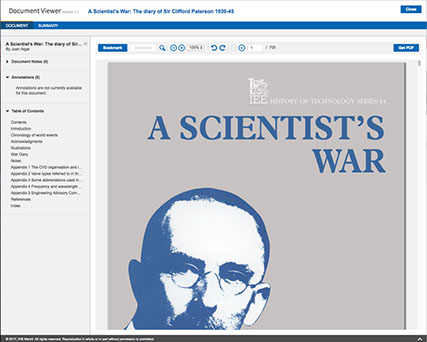 Document Viewer
A Scientist's War: The diary of Sir Clifford Paterson 1939-45
Close
DOCUMENT
SUMMARY
A Scientist's War: The diary of Sir...
By Joan Algar
Document Notes (0)
Annotations (0)
Annotations are not currently available
for this document.
Table of Contents
Contents
Introduction
Chronology of world events
Acknowledgments
Illustrations
War Diary
Notes
Appendix 1 The CVD organisation and
Appendix 2 Valve types referred to in
Appendix 3 Some abbreviations used in
Appendix 4 Frequency and wavelength
Appendix 5 Engineering Advisory Com...
References
Index
Bookmark
Annotate
100%
1
/ 705
Get PDF
IEE HISTORY OF TECHNOLOGY SERIES 14
A SCIENTIST'S
WAR
© 2017, IHS Markit. All rights reserved. Reproduction in whole or in part without permission is prohibited.